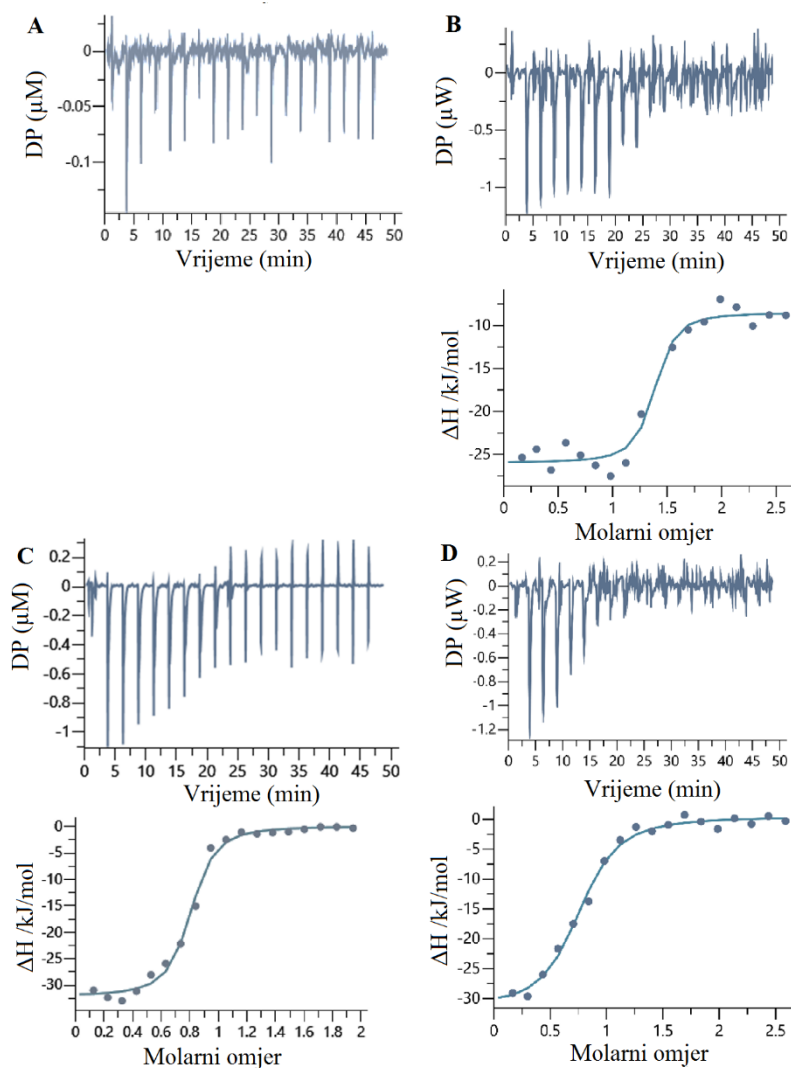 A
DP (μM)
0
-0.05
-0.1
0 5 10 15 20 25 30 35 40 45 50
Vrijeme (min)
B
DP (μW)
0
-0.5
-1
0 5 10 15 20 25 30 35 40 45 50
Vrijeme (min)
ΔH /kJ/mol
-10
-15
-20
-25
0 0.5 1 1.5 2 2.5
Molarni omjer
C
DP (μM)
0.2
0
-0.2
-0.4
-0.6
-0.8
-1
0 5 10 15 20 25 30 35 40 45 50
Vrijeme (min)
ΔH /kJ/mol
0
-5
-10
-15
-20
-25
-30
0 0.2 0.4 0.6 0.8 1 1.2 1.4 1.6 1.8 2
Molarni omjer
D
DP (μW)
0.2
0
-0.2
-0.4
-0.6
-0.8
-1
-1.2
0 5 10 15 20 25 30 35 40 45 50
Vrijeme (min)
ΔH /kJ/mol
0
-5
-10
-15
-20
-25
-30
0 0.5 1 1.5 2 2.5
Molarni omjer